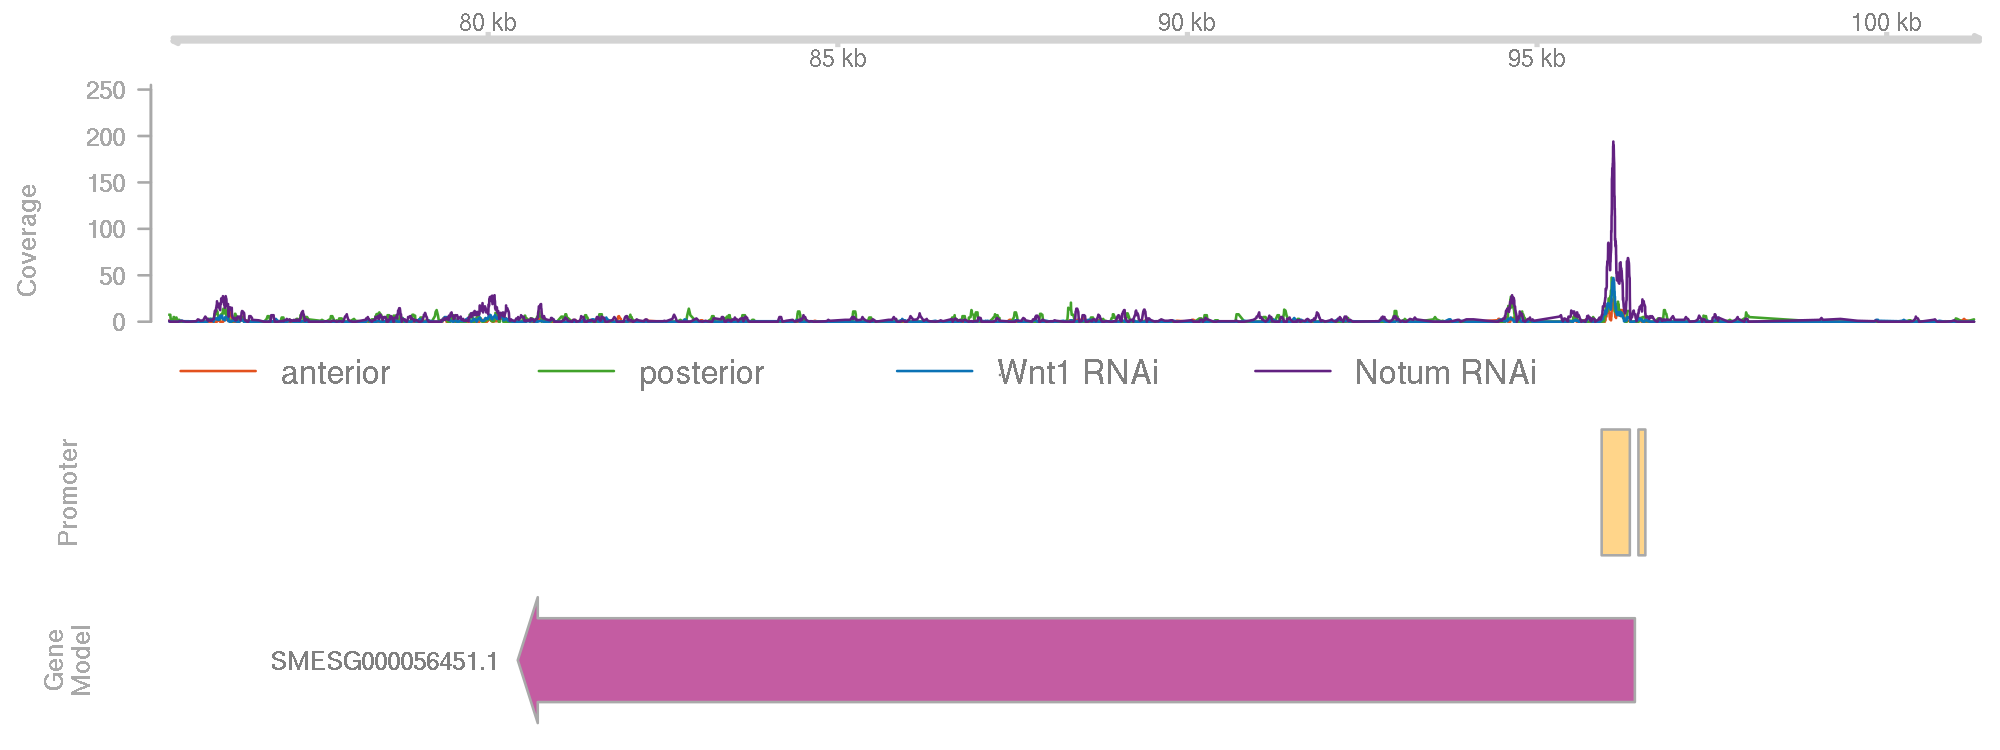 80 kb
90 kb
100 kb
85 kb
95 kb
250
200
150
100
50
0
Coverage
anterior
posterior
Wnt1 RNAi
Notum RNAi
Promoter
Gene
Model
SMESG000056451.1